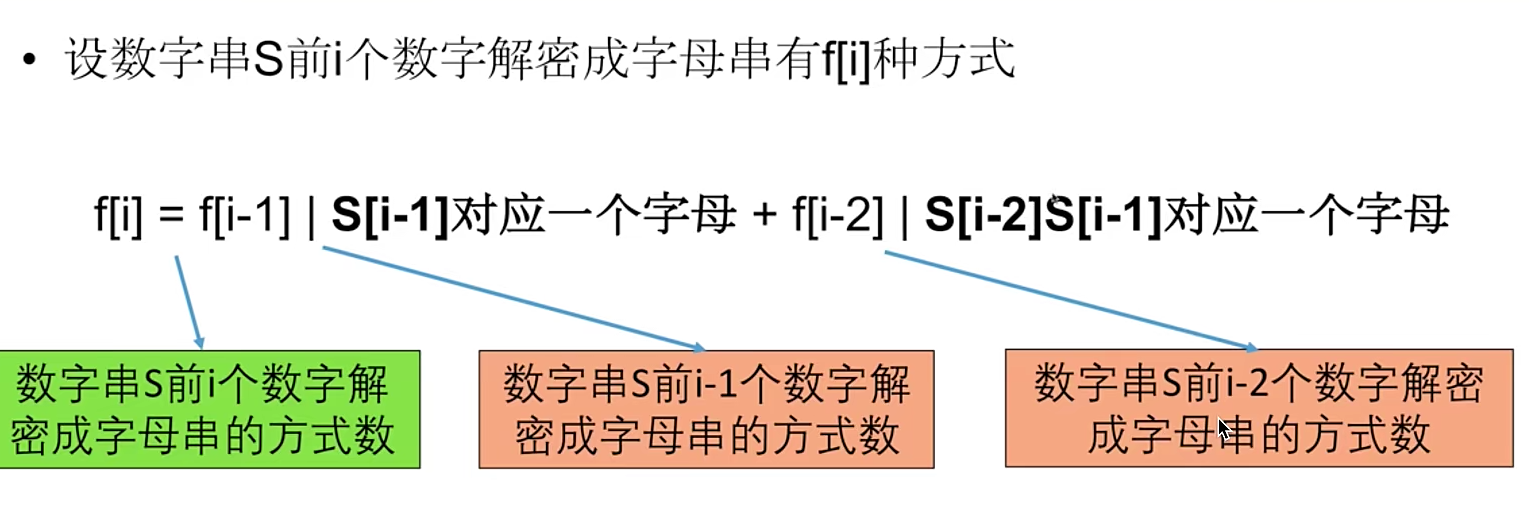 • 设数字串S前i个数字解密成字母串有f[i]种方式
f[i] = f[i-1] | S[i-1]对应一个字母 + f[i-2] | S[i-2]S[i-1]对应一个字母
数字串S前i个数字解
密成字母串的方式数
数字串S前i-1个数字解
密成字母串的方式数
数字串S前i-2个数字解密
成字母串的方式数